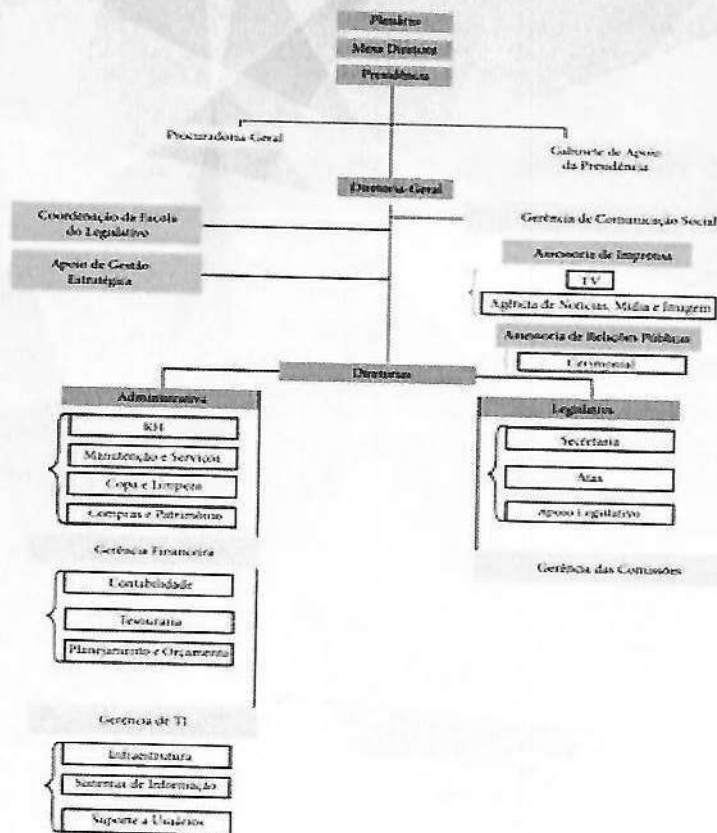 Plenário
Mesa Diretora
Presidência
Procuradoria-Geral
Gabinete de Apoio
da Presidência
Diretoria-Geral
Coordenação da Escola
do Legislativo
Gerência de Comunicação Social
Apoio de Gestão
Estratégica
Assessoria de Imprensa
TV
Agência de Notícias, Mídia e Imagem
Assessoria de Relações Públicas
Cerimonial
Diretorias
Administrativa
RH
Manutenção e Serviços
Copa e Limpeza
Compras e Patrimônio
Gerência Financeira
Contabilidade
Tesouraria
Planejamento e Orçamento
Gerência de TI
Infraestrutura
Sistemas de Informação
Suporte a Usuários
Legislativa
Secretaria
Atas
Apoio Legislativo
Gerência das Comissões